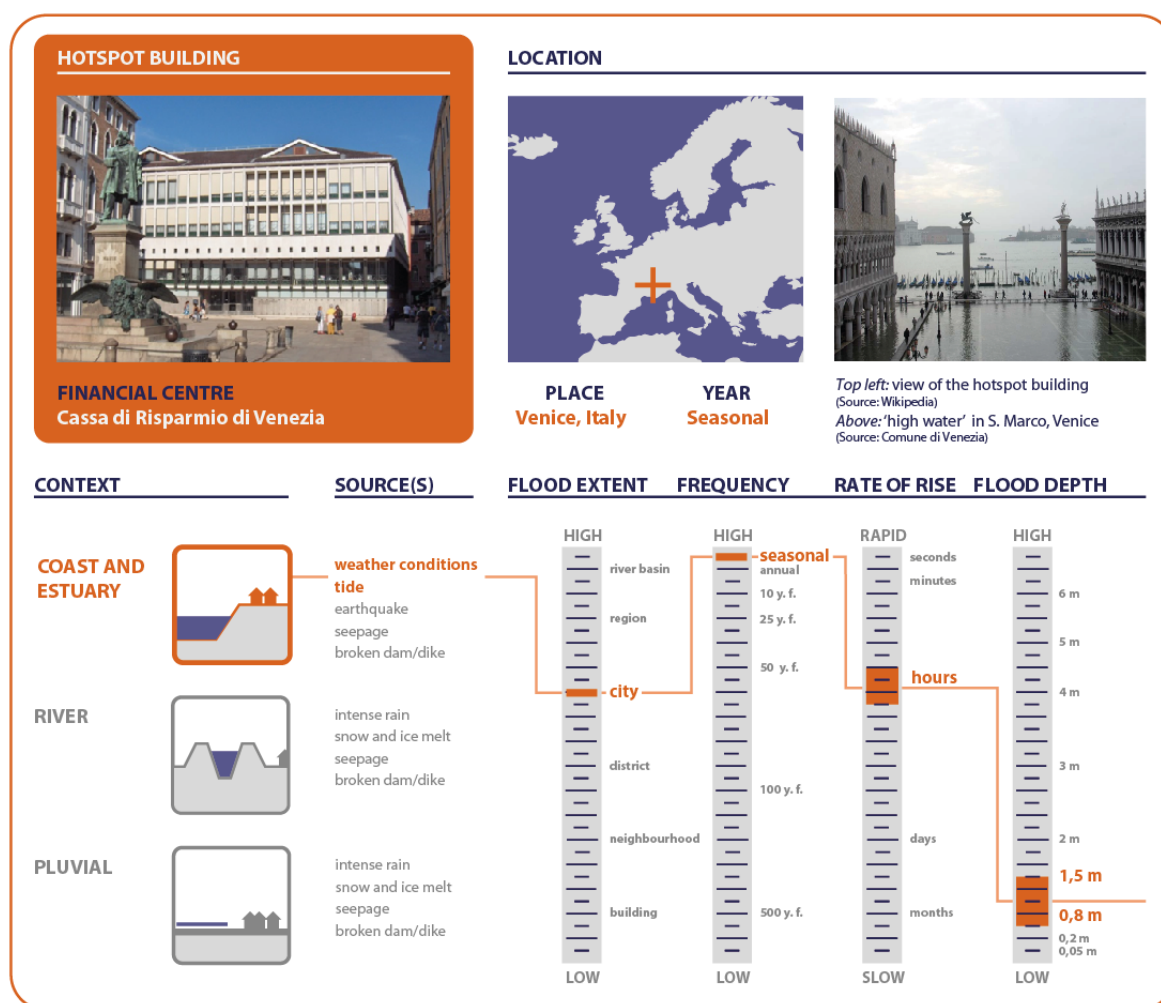 HOTSPOT BUILDING
FINANCIAL CENTRE
Cassa di Risparmio di Venezia
LOCATION
PLACE
Venice, Italy
YEAR
Seasonal
Top left: view of the hotspot building
(Source: Wikipedia)
Above: ‘high water’ in S. Marco, Venice
(Source: Comune di Venezia)
CONTEXT
COAST AND
ESTUARY
RIVER
PLUVIAL
SOURCE(S)
weather conditions
tide
earthquake
seepage
broken dam/dike
intense rain
snow and ice melt
seepage
broken dam/dike
intense rain
snow and ice melt
seepage
broken dam/dike
FLOOD EXTENT
HIGH
river basin
region
city
district
neighbourhood
building
LOW
FREQUENCY
HIGH
seasonal
annual
10 y. f.
25 y. f.
50 y. f.
100 y. f.
500 y. f.
LOW
RATE OF RISE
RAPID
seconds
minutes
hours
days
months
SLOW
FLOOD DEPTH
HIGH
6 m
5 m
4 m
3 m
2 m
1,5 m
0,8 m
0,2 m
0,05 m
LOW